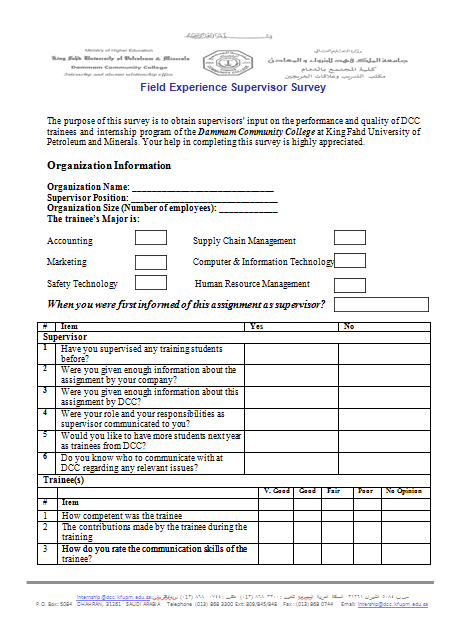 Ministry of Higher Education
King Fahd University of Petroleum & Minerals
Dammam Community College
Internship and alumni relationship office
وزارة التعليم العالي
جامعة الملك فهد للبترول و المعادن
كلية المجتمع بالدمام
مكتب التدريب وعلاقات الخريجين
Field Experience Supervisor Survey
The purpose of this survey is to obtain supervisors' input on the performance and quality of DCC
trainees and internship program of the Dammam Community College at King Fahd University of
Petroleum and Minerals. Your help in completing this survey is highly appreciated.
Organization Information
Organization Name: ____________________________
Supervisor Position: ____________________________
Organization Size (Number of employees): ____________
The trainee's Major is:
Accounting Supply Chain Management
Marketing Computer & Information Technology
Safety Technology Human Resource Management
When you were first informed of this assignment as supervisor?
# Item Yes No
Supervisor
1 Have you supervised any training students
before?
2 Were you given enough information about the
assignment by your company?
3 Were you given enough information about this
assignment by DCC?
4 Were your role and your responsibilities as
supervisor communicated to you?
5 Would you like to have more students next year
as trainees from DCC?
6 Do you know who to communicate with at
DCC regarding any relevant issues?
Trainee(s)
V. Good Good Fair Poor No Opinion
# Item
1 How competent was the trainee
2 The contributions made by the trainee during the
training
3 How do you rate the communication skills of the
trainee?
Internship@dcc.kfupm.edu.sa
P.O. Box: 5084 DHAHRAN, 31261 SAUDI ARABIA Telephone (013) 868 3300 Ext: 808/845/848 Fax: (013) 868 0744 Email: Internship@dcc.kfupm.edu.sa